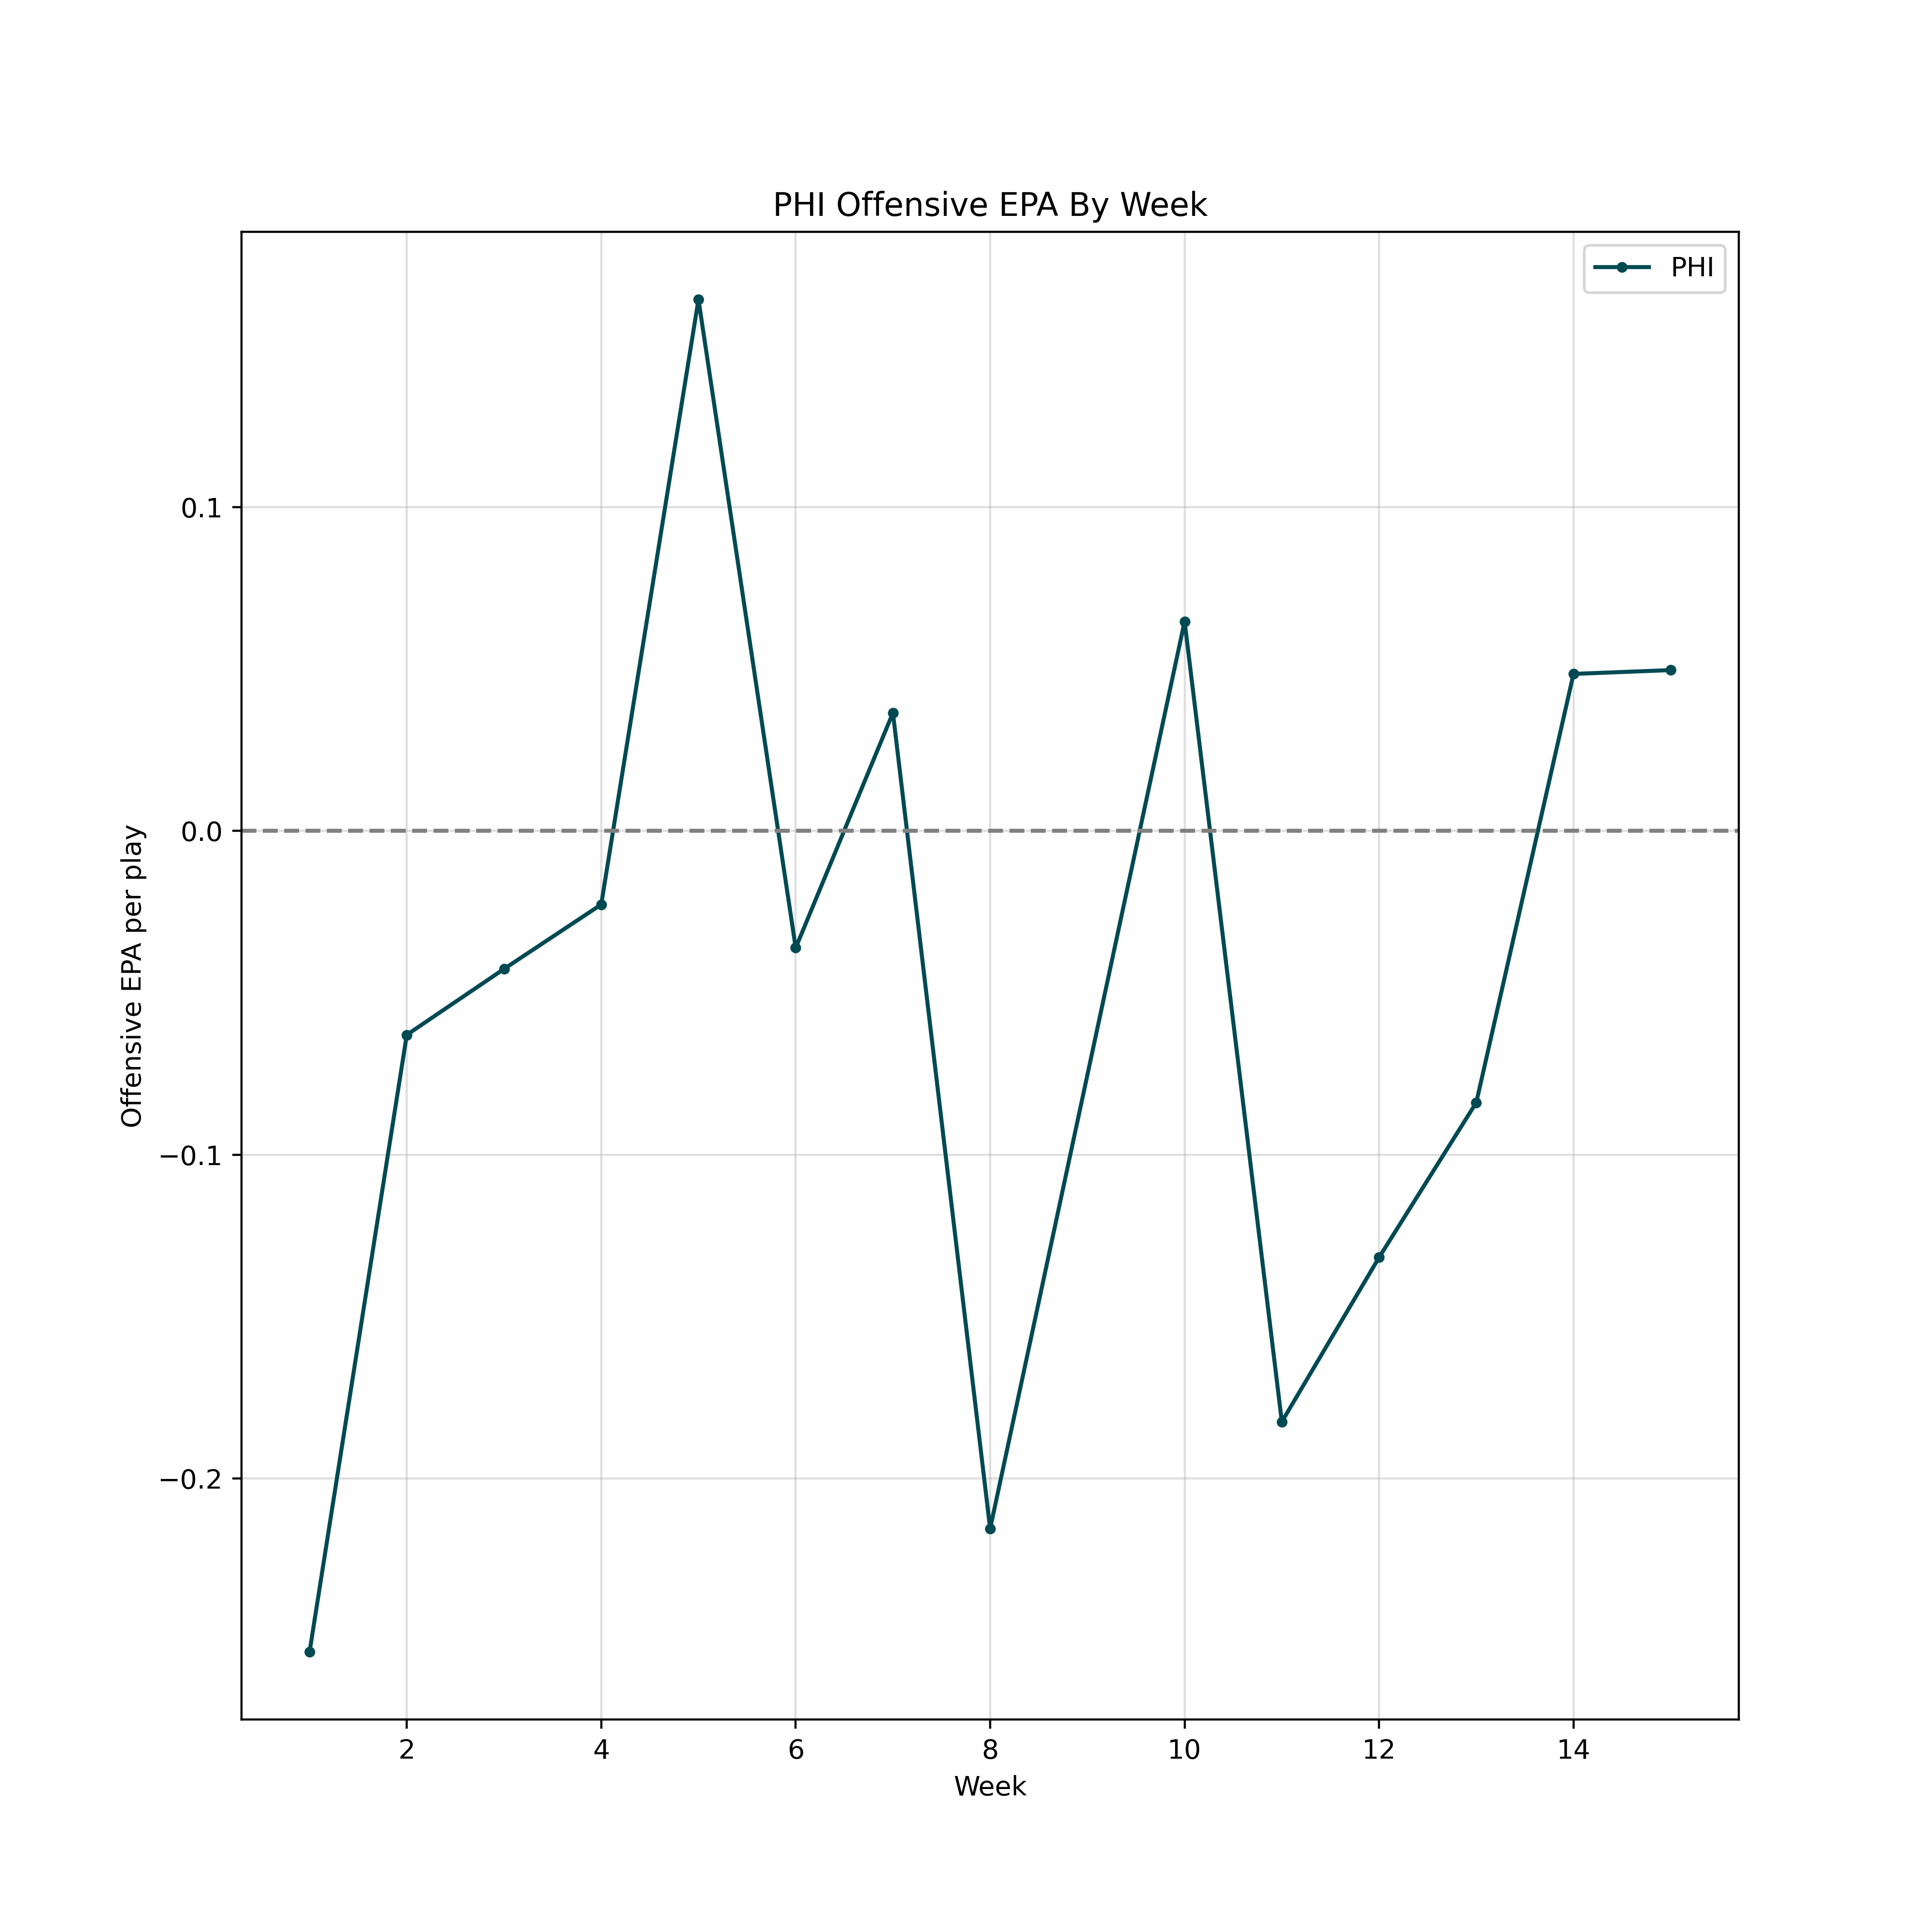 PHI Offensive EPA By Week
PHI
0.1
0.0
−0.1
−0.2
Offensive EPA per play
2 4 6 8 10 12 14
Week